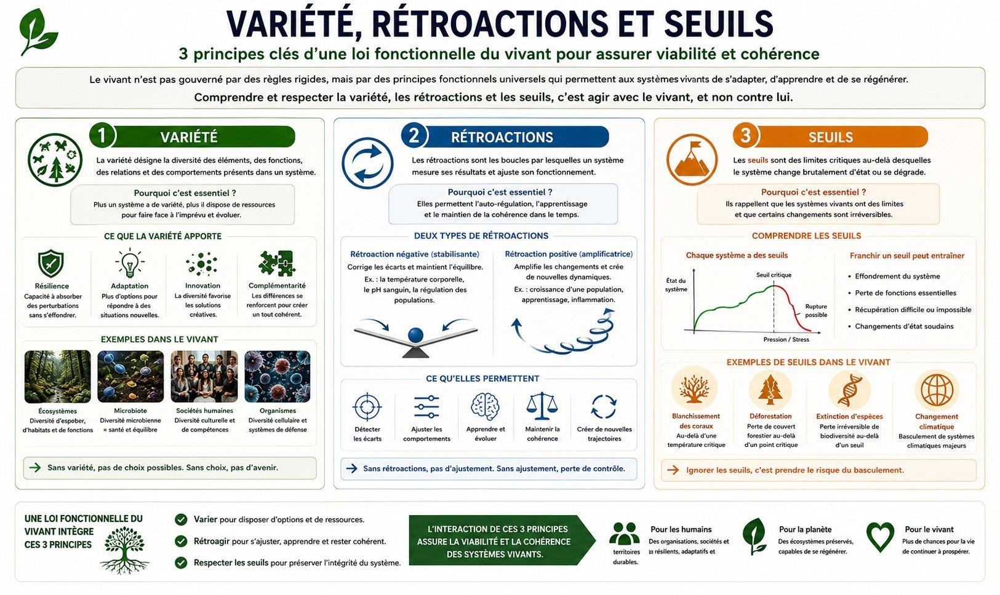 VARIÉTÉ, RÉTROACTIONS ET SEUILS
3 principes clés d'une loi fonctionnelle du vivant pour assurer viabilité et cohérence
Le vivant n'est pas gouverné par des règles rigides, mais par des principes fonctionnels universels qui permettent aux systèmes vivants de s'adapter, d'apprendre et de se régénérer.
Comprendre et respecter la variété, les rétroactions et les seuils, c'est agir avec le vivant, et non contre lui.
1 VARIÉTÉ
La variété désigne la diversité des éléments, des fonctions,
des relations et des comportements présents dans un système.
Pourquoi c'est essentiel ?
Plus un système a de variété, plus il dispose de ressources
pour faire face à l'imprévu et évoluer.
CE QUE LA VARIÉTÉ APPORTE
Résilience
Capacité à absorber
des perturbations
sans s'éffondrer.
Adaptation
Plus d'options pour
répondre à des
situations nouvelles.
Innovation
La diversité favorise
les solutions
créatives.
Complémentarité
Les différences se
renforcent pour créer
un tout cohérent.
EXEMPLES DANS LE VIVANT
Écosystèmes
Diversité d'espober,
d'habitats et de fonctions
Microbiote
Diversité microbienne
= santé et équilibre
Sociétés humaines
Diversité culturelle et
de compétences
Organismes
Diversité cellulaire et
systèmes de défense
→ Sans variété, pas de choix possibles. Sans choix, pas d'avenir.
2 RÉTROACTIONS
Les rétroactions sont les boucles par lesquelles un système
mesure ses résultats et ajuste son fonctionnement.
Pourquoi c'est essentiel ?
Elles permettent l'auto-régulation, l'apprentissage
et le maintien de la cohérence dans le temps.
DEUX TYPES DE RÉTROACTIONS
Rétroaction négative (stabilisante)
Corrige les écarts et maintient l'équilibre.
Ex. : la température corporelle,
le pH sanguin, la régulation des
populations.
Rétroaction positive (amplificatrice)
Amplifie les changements et crée
de nouvelles dynamiques.
Ex. : croissance d'une population,
apprentissage, inflammation.
CE QU'ELLES PERMETTENT
Détecter
les écarts
Ajuster les
comportements
Apprendre et
évoluer
Maintenir la
cohérence
Créer de nouvelles
trajectoires
→ Sans rétroactions, pas d'ajustement. Sans ajustement, perte de contrôle.
3 SEUILS
Les seuils sont des limites critiques au-delà desquelles
le système change brutalement d'état ou se dégrade.
Pourquoi c'est essentiel ?
Ils rappellent que les systèmes vivants ont des limites
et que certains changements sont irréversibles.
COMPRENDRE LES SEUILS
Chaque système a des seuils
État du
système
Seuil critique
Rupture
possible
Pression / Stress
Franchir un seuil peut entraîner
• Effondrement du système
• Perte de fonctions essentielles
• Récupération difficile ou impossible
• Changements d'état soudains
EXEMPLES DE SEUILS DANS LE VIVANT
Blanchissement
des coraux
Au-delà d'une
température critique
Déforestation
Perte de couvert
forestier au-delà
d'un point critique
Extinction d'espèces
Perte irréversible de
biodiversité au-delà
d'un seuil
Changement
climatique
Basculement de systèmes
climatiques majeurs
→ Ignorer les seuils, c'est prendre le risque du basculement.
UNE LOI FONCTIONNELLE DU
VIVANT INTÈGRE
CES 3 PRINCIPES
Varier pour disposer d'options et de ressources.
Rétroagir pour s'ajuster, apprendre et rester cohérent.
Respecter les seuils pour préserver l'intégrité du système.
L'INTERACTION DE CES 3 PRINCIPES
ASSURE LA VIABILITÉ ET LA COHÉRENCE
DES SYSTÈMES VIVANTS.
Pour les humains
Des organisations, sociétés et
résilients, adaptatifs et
territoires
durables.
Pour la planète
Des écosystèmes préservés,
capables de se régénérer.
Pour le vivant
Plus de chances pour la vie
de continuer à prospérer.